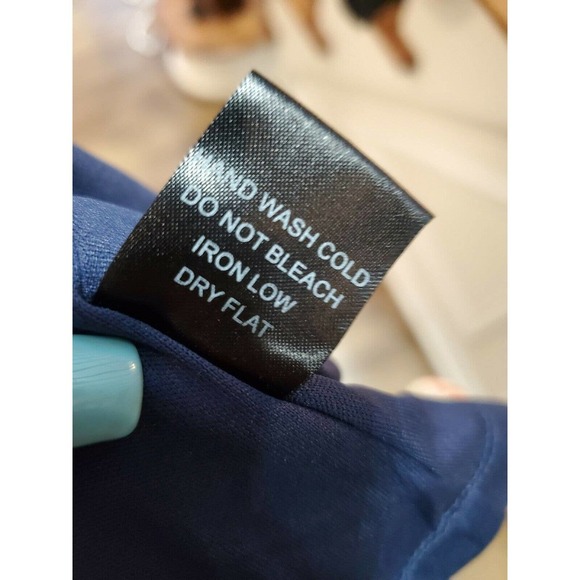 HAND WASH COLD
DO NOT BLEACH
IRON LOW
DRY FLAT